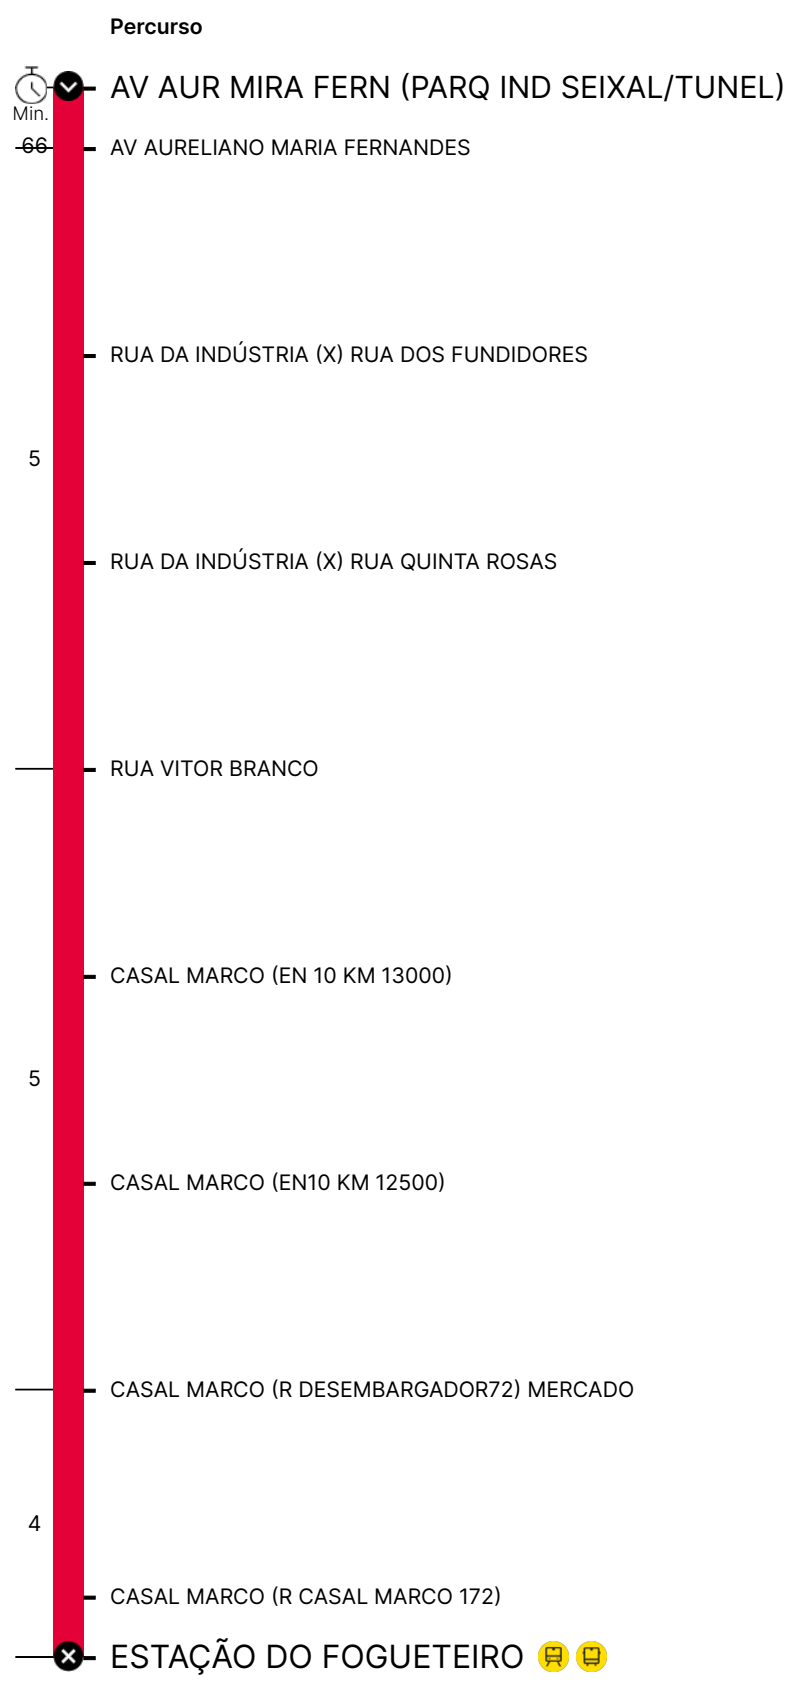 Percurso
AV AUR MIRA FERN (PARQ IND SEIXAL/TUNEL)
Min.
66
AV AURELIANO MARIA FERNANDES
RUA DA INDÚSTRIA (X) RUA DOS FUNDIDORES
5
RUA DA INDÚSTRIA (X) RUA QUINTA ROSAS
RUA VITOR BRANCO
CASAL MARCO (EN 10 KM 13000)
5
CASAL MARCO (EN10 KM 12500)
CASAL MARCO (R DESEMBARGADOR72) MERCADO
4
CASAL MARCO (R CASAL MARCO 172)
ESTAÇÃO DO FOGUETEIRO